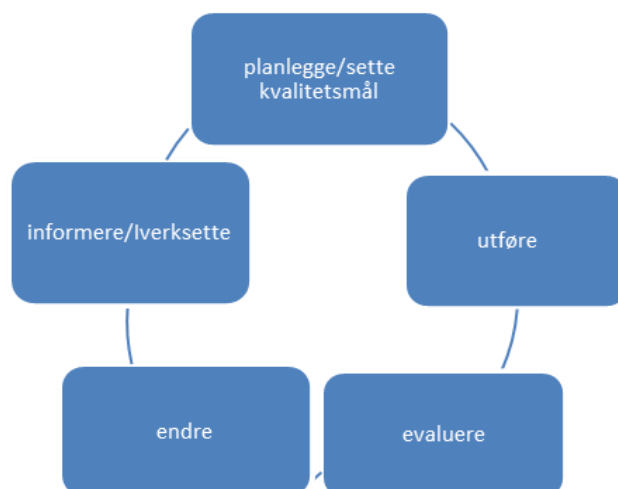 planlegge/sette
kvalitetsmål
utføre
evaluere
endre
informere/Iverksette